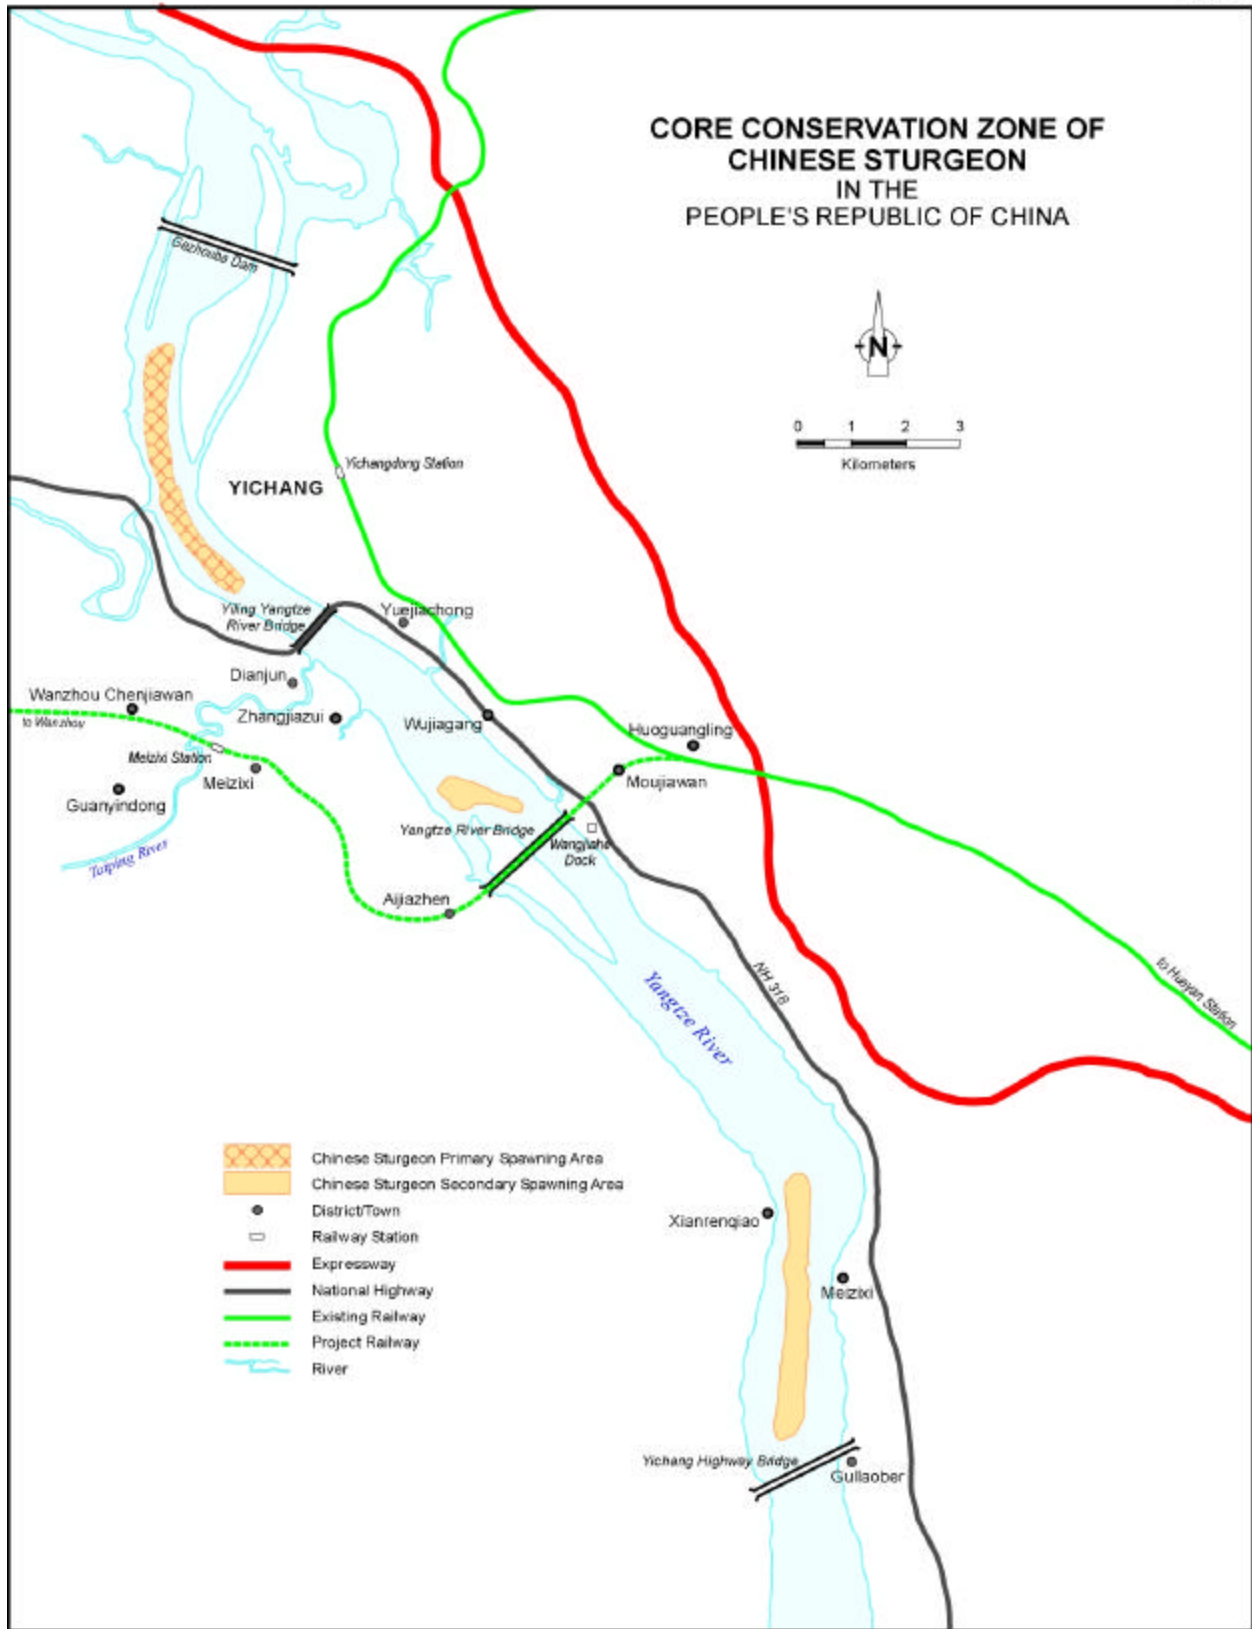 CORE CONSERVATION ZONE OF
CHINESE STURGEON
IN THE
PEOPLE'S REPUBLIC OF CHINA
Gezhouba Dam
N
0 1 2 3
Kilometers
Yichangdong Station
YICHANG
Yiling Yangtze
River Bridge
Yuejiachong
Dianjun
Wanzhou Chenjiawan
to Wanzhou
Zhangjiazui
Wujiagang
Huoguangling
Meizixi Station
Meizixi
Moujiawan
Guanyindong
Yangtze River Bridge
Wangjiahe
Dock
Taiping River
Aijiazhen
NH 318
to Huayan Station
Yangtze River
Chinese Sturgeon Primary Spawning Area
Chinese Sturgeon Secondary Spawning Area
District/Town
Railway Station
Expressway
National Highway
Existing Railway
Project Railway
River
Xianrenqiao
Meizixi
Yichang Highway Bridge
Gullaober